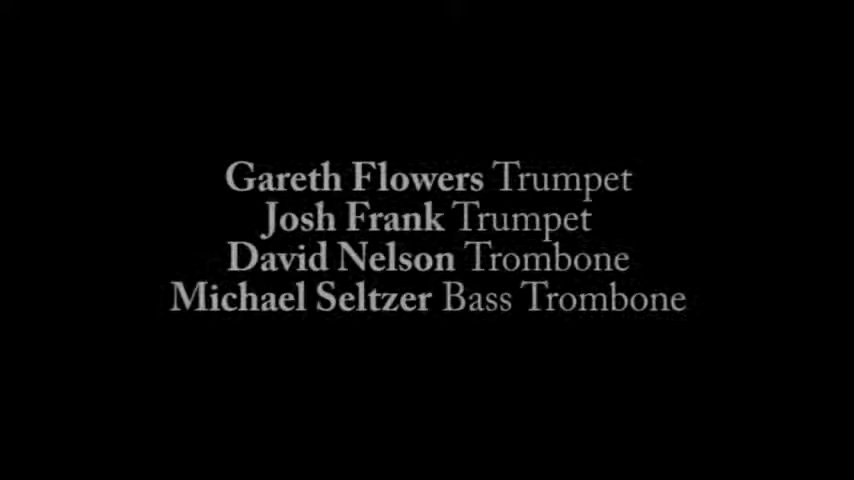 Gareth Flowers Trumpet
Josh Frank Trumpet
David Nelson Trombone
Michael Seltzer Bass Trombone